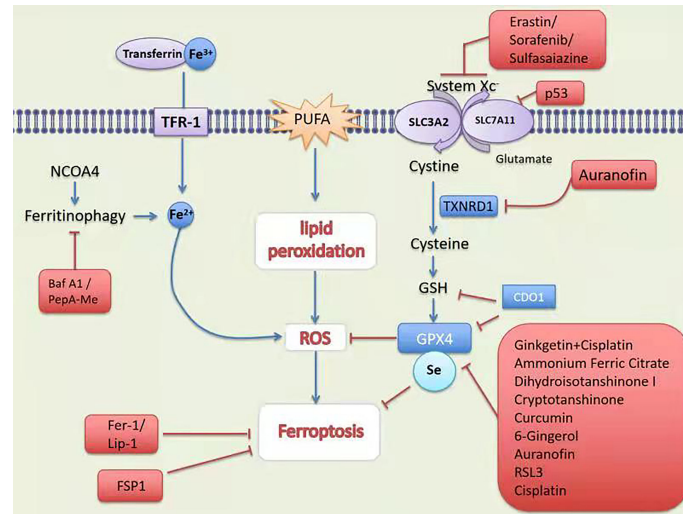 Erastin/
Sorafenib/
Sulfasaiazine
Transferrin
Fe3+
System Xc-
p53
TFR-1
PUFA
SLC3A2
SLC7A11
Glutamate
Cystine
NCOA4
Auranofin
TXNRD1
Ferritinophagy
Fe2+
lipid
peroxidation
Cysteine
Baf A1 /
PepA-Me
GSH
CDO1
ROS
GPX4
Se
Ginkgetin+Cisplatin
Ammonium Ferric Citrate
Dihydroisotanshinone I
Cryptotanshinone
Curcumin
6-Gingerol
Auranofin
RSL3
Cisplatin
Fer-1/
Lip-1
Ferroptosis
FSP1